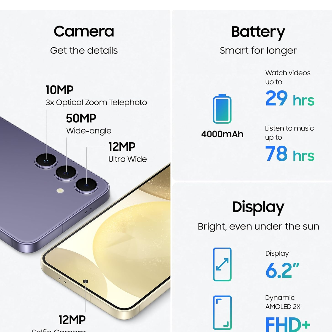 Camera
Get the details
10MP
3x Optical Zoom Telephoto
50MP
Wide-angle
12MP
Ultra Wide
12MP
Selfie Camera
Battery
Smart for longer
4000mAh
Watch videos
up to
29 hrs
Listen to music
up to
78 hrs
Display
Bright, even under the sun
Display
6.2"
Dynamic
AMOLED 2X
FHD+